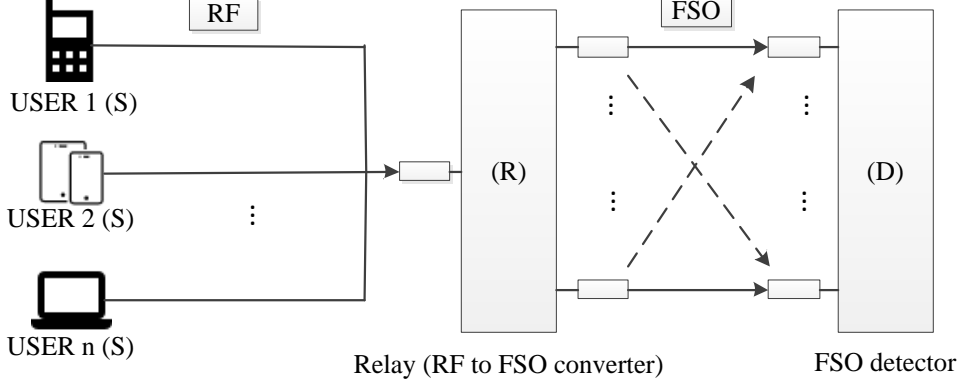 RF
FSO
USER 1 (S)
USER 2 (S)
USER n (S)
(R)
(D)
Relay (RF to FSO converter)
FSO detector